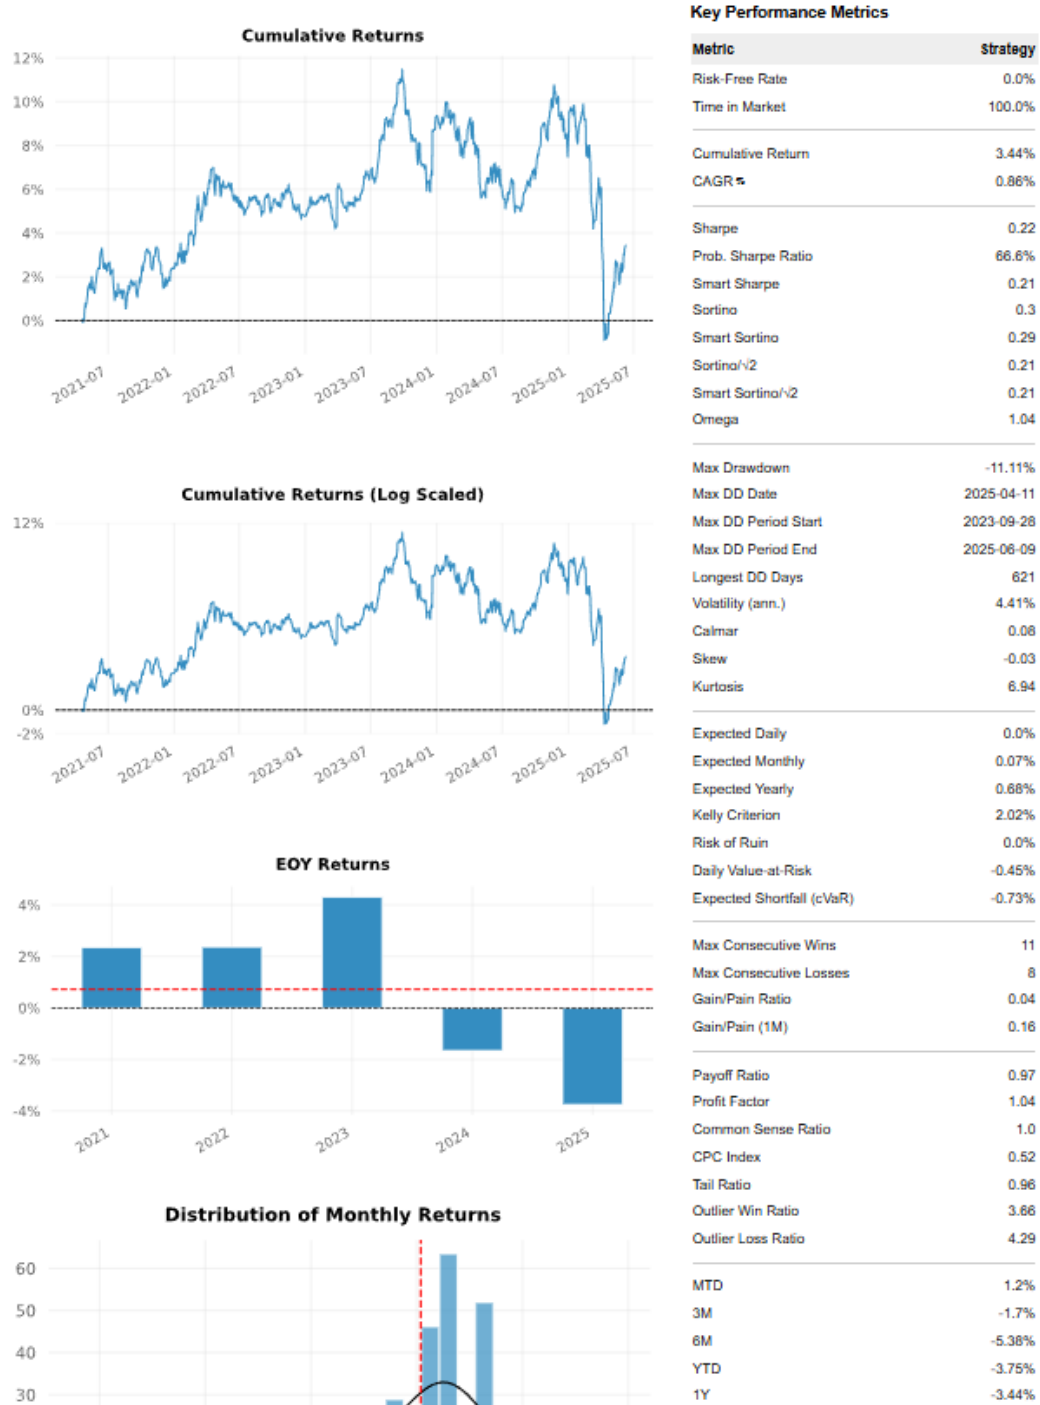 Cumulative Returns
12%
10%
8%
6%
4%
2%
0%
2021-07
2022-01
2022-07
2023-01
2023-07
2024-01
2024-07
2025-01
2025-07
Cumulative Returns (Log Scaled)
12%
0%
-2%
2021-07
2022-01
2022-07
2023-01
2023-07
2024-01
2024-07
2025-01
2025-07
EOY Returns
4%
2%
0%
-2%
-4%
2021
2022
2023
2024
2025
Distribution of Monthly Returns
60
50
40
30
Key Performance Metrics
Metric Strategy
Risk-Free Rate 0.0%
Time in Market 100.0%
Cumulative Return 3.44%
CAGR﹪ 0.86%
Sharpe 0.22
Prob. Sharpe Ratio 66.6%
Smart Sharpe 0.21
Sortino 0.3
Smart Sortino 0.29
Sortino/√2 0.21
Smart Sortino/√2 0.21
Omega 1.04
Max Drawdown -11.11%
Max DD Date 2025-04-11
Max DD Period Start 2023-09-28
Max DD Period End 2025-06-09
Longest DD Days 621
Volatility (ann.) 4.41%
Calmar 0.08
Skew -0.03
Kurtosis 6.94
Expected Daily 0.0%
Expected Monthly 0.07%
Expected Yearly 0.68%
Kelly Criterion 2.02%
Risk of Ruin 0.0%
Daily Value-at-Risk -0.45%
Expected Shortfall (cVaR) -0.73%
Max Consecutive Wins 11
Max Consecutive Losses 8
Gain/Pain Ratio 0.04
Gain/Pain (1M) 0.16
Payoff Ratio 0.97
Profit Factor 1.04
Common Sense Ratio 1.0
CPC Index 0.52
Tail Ratio 0.96
Outlier Win Ratio 3.66
Outlier Loss Ratio 4.29
MTD 1.2%
3M -1.7%
6M -5.38%
YTD -3.75%
1Y -3.44%